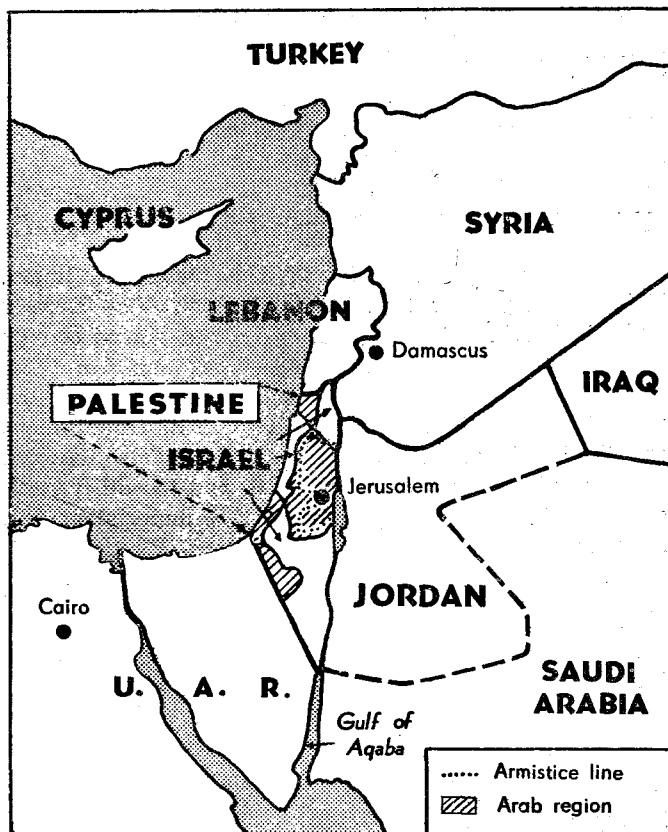 TURKEY
CYPRUS
SYRIA
LEBANON
Damascus
IRAQ
PALESTINE
ISRAEL
Jerusalem
JORDAN
Cairo
SAUDI
ARABIA
U. A. R.
Gulf of
Aqaba
Armistice line
Arab region